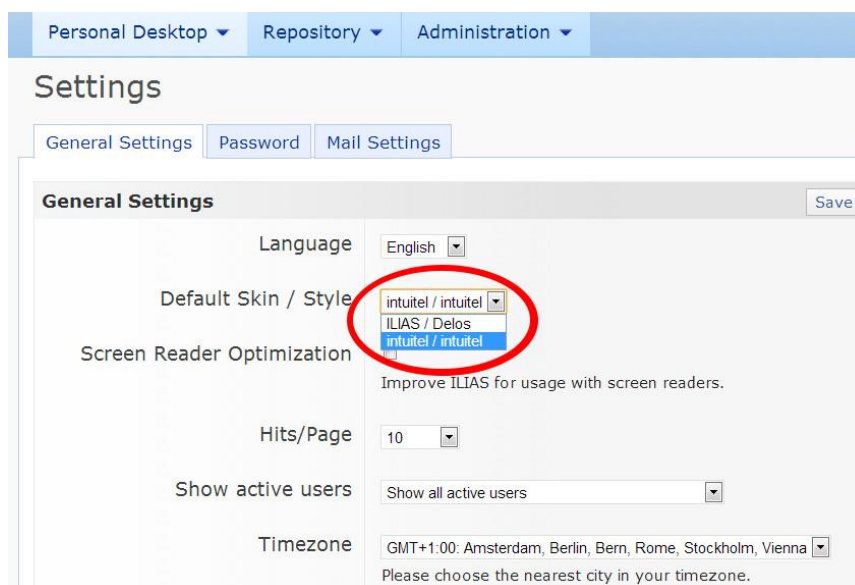 Personal Desktop Repository Administration
Settings
General Settings Password Mail Settings
General Settings Save
Language English
Default Skin / Style intuitel / intuitel
ILIAS / Delos
intuitel / intuitel
Screen Reader Optimization
Improve ILIAS for usage with screen readers.
Hits/Page 10
Show active users Show all active users
Timezone GMT+1:00: Amsterdam, Berlin, Bern, Rome, Stockholm, Vienna
Please choose the nearest city in your timezone.